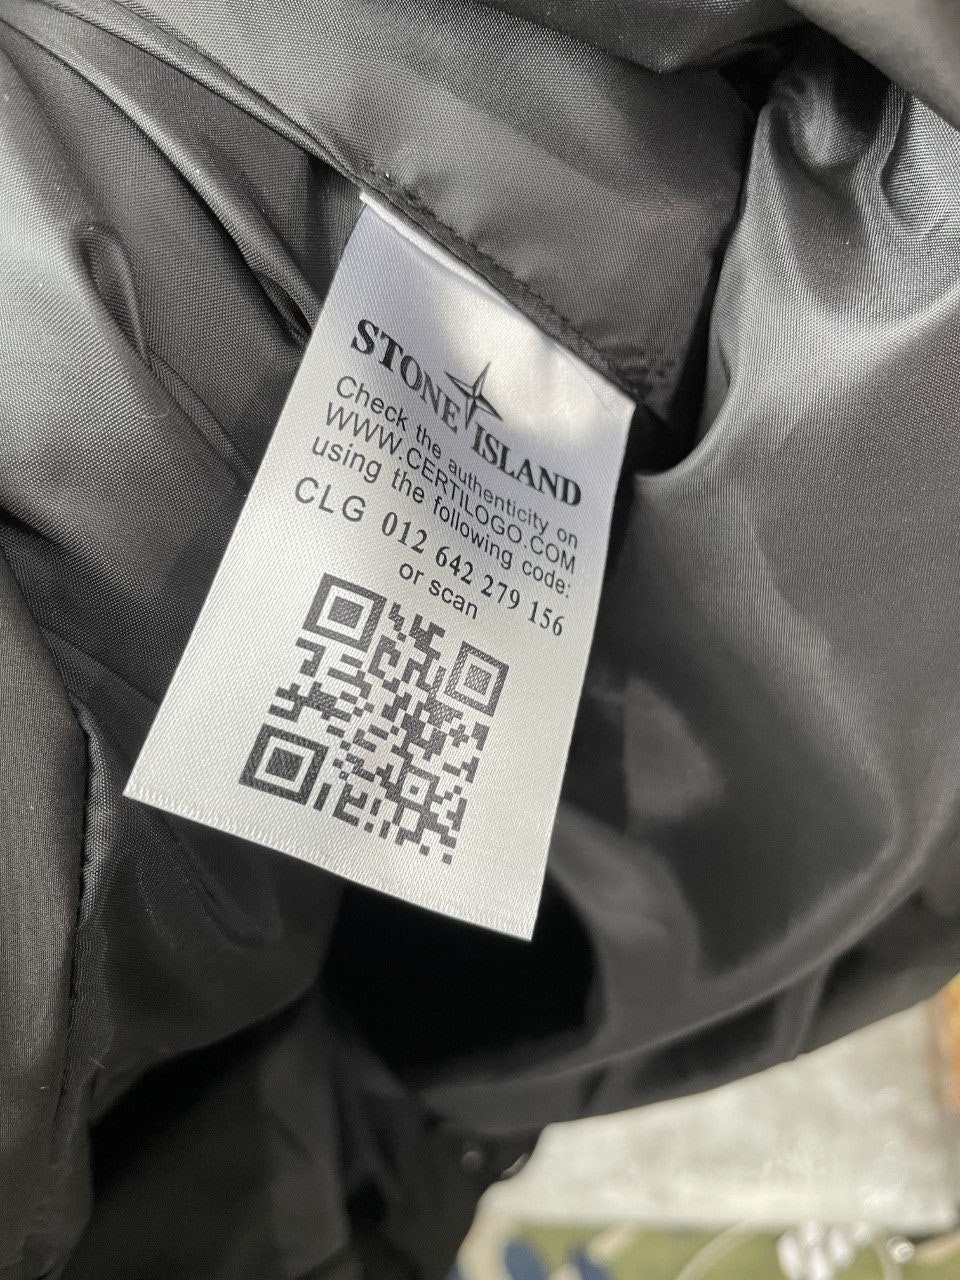 STONE ISLAND
Check the authenticity on
WWW.CERTILOGO.COM
using the following code:
CLG 012 642 279 156
or scan